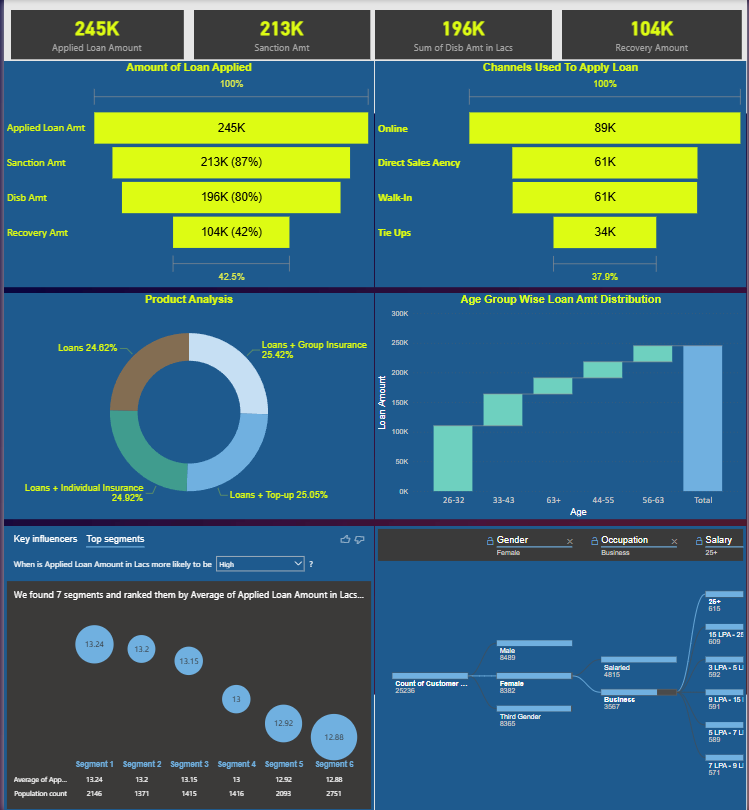 245K
Applied Loan Amount
213K
Sanction Amt
196K
Sum of Disb Amt in Lacs
104K
Recovery Amount
Amount of Loan Applied
100%
Applied Loan Amt
245K
Sanction Amt
213K (87%)
Disb Amt
196K (80%)
Recovery Amt
104K (42%)
42.5%
Channels Used To Apply Loan
100%
Online
89K
Direct Sales Aency
61K
Walk-In
61K
Tie Ups
34K
37.9%
Product Analysis
Loans 24.62%
Loans + Group Insurance
25.42%
Loans + Individual Insurance
24.92%
Loans + Top-up 25.05%
Age Group Wise Loan Amt Distribution
Loan Amount
300K
250K
200K
150K
100K
50K
0K
26-32 33-43 63+ 44-55 56-63 Total
Age
Key influencers Top segments
When is Applied Loan Amount in Lacs more likely to be High ?
We found 7 segments and ranked them by Average of Applied Loan Amount in Lacs...
13.24
13.2
13.15
13
12.92
12.88
Segment 1 Segment 2 Segment 3 Segment 4 Segment 5 Segment 6
Average of App... 13.24 13.2 13.15 13 12.92 12.88
Population count 2146 1371 1415 1416 2093 2751
Gender
Female
Occupation
Business
Salary
25+
Count of Customer ...
25236
Male
8489
Female
8382
Third Gender
8365
Salaried
4815
Business
3567
25+
615
15 LPA - 25
609
3 LPA - 5 L
592
9 LPA - 15
591
5 LPA - 7 L
589
7 LPA - 9 L
571